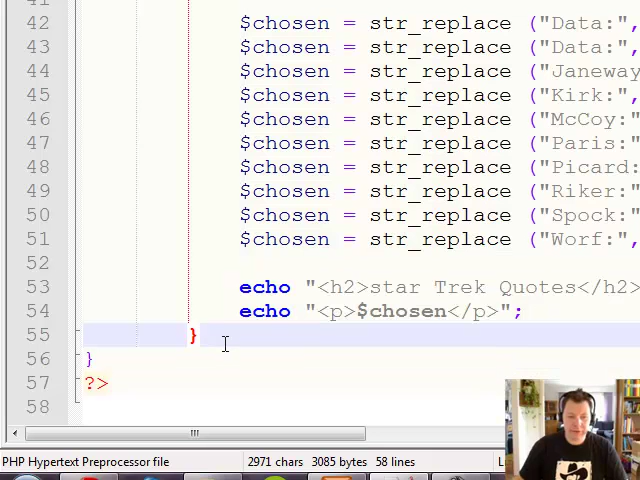 41
42 $chosen = str_replace ("Data:",
43 $chosen = str_replace ("Data:",
44 $chosen = str_replace ("Janeway
45 $chosen = str_replace ("Kirk:",
46 $chosen = str_replace ("McCoy:"
47 $chosen = str_replace ("Paris:"
48 $chosen = str_replace ("Picard:
49 $chosen = str_replace ("Riker:"
50 $chosen = str_replace ("Spock:"
51 $chosen = str_replace ("Worf:",
52
53 echo "<h2>star Trek Quotes</h2>
54 echo "<p>$chosen</p>";
55 }
56 }
57 ?>
58
PHP Hypertext Preprocessor file 2971 chars 3085 bytes 58 lines L